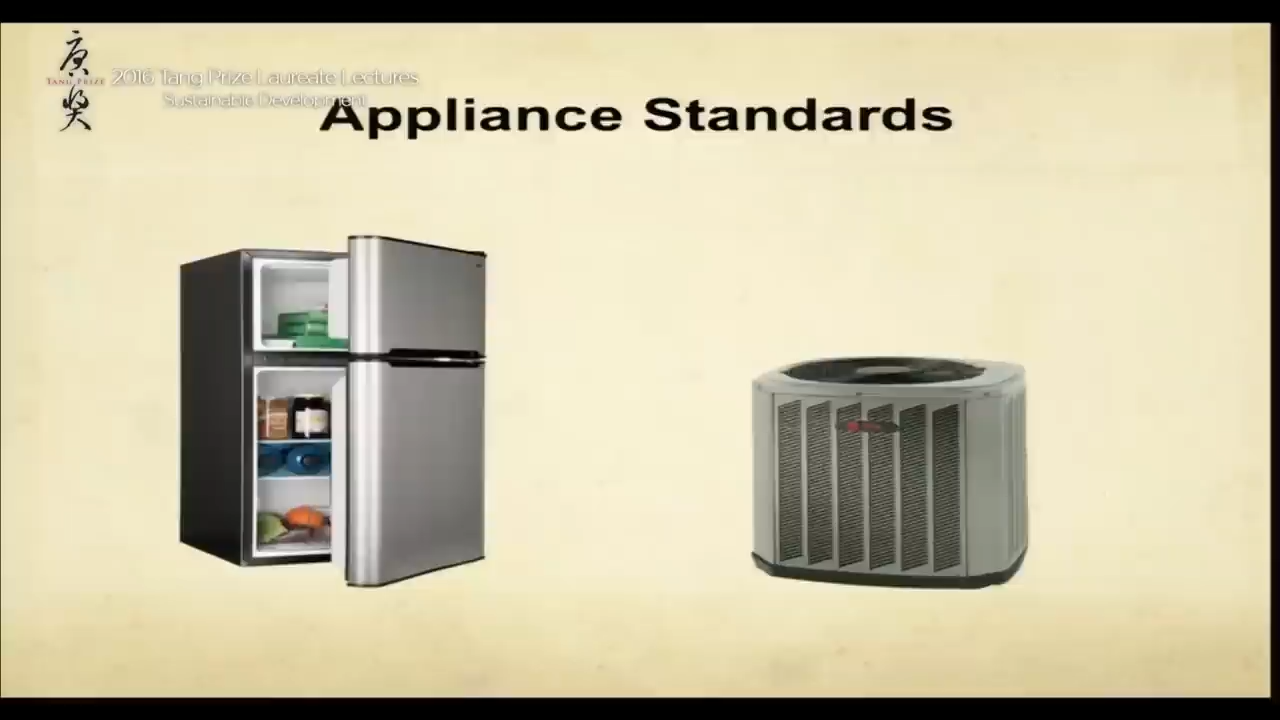 唐
TANG PRIZE
獎
2016 Tang Prize Laureate Lectures
Sustainable Development
Appliance Standards